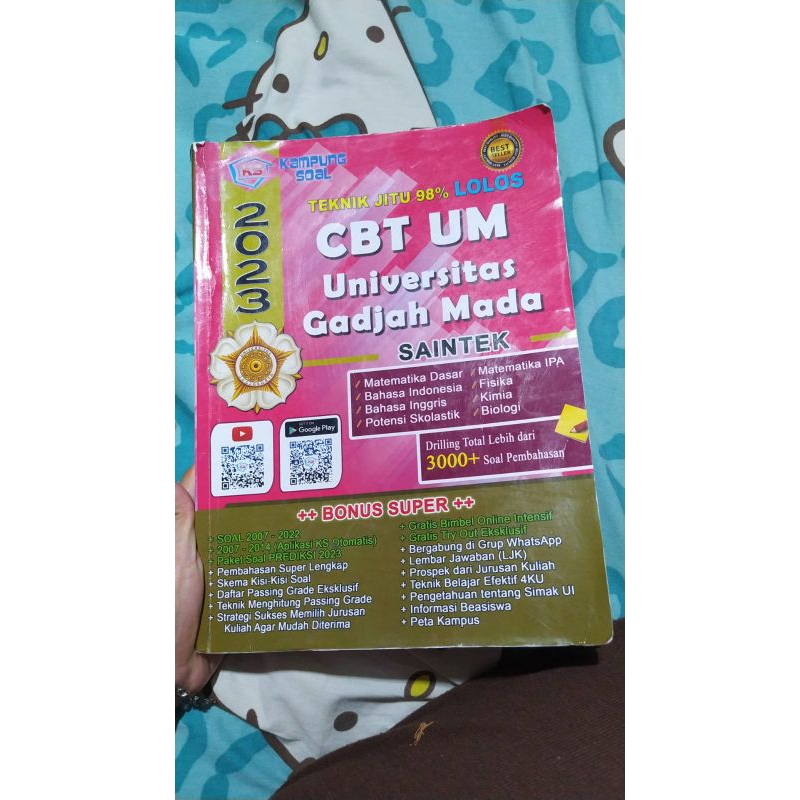 KS
KAMPUNG
SOAL
BEST
SELLER
TEKNIK JITU 98% LOLOS
2023
CBT UM
Universitas
Gadjah Mada
SAINTEK
Matematika Dasar
Bahasa Indonesia
Bahasa Inggris
Potensi Skolastik
Matematika IPA
Fisika
Kimia
Biologi
Google Play
Drilling Total Lebih dari
3000+ Soal Pembahasan
++ BONUS SUPER ++
+ SOAL 2007 - 2022
+ 2007 - 2014 (Aplikasi KS Otomatis)
+ Paket Soal PREDIKSI 2023
+ Pembahasan Super Lengkap
+ Skema Kisi-Kisi Soal
+ Daftar Passing Grade Eksklusif
+ Teknik Menghitung Passing Grade
+ Strategi Sukses Memilih Jurusan
Kuliah Agar Mudah Diterima
+ Gratis Bimbel Online Intensif
+ Gratis Try Out Eksklusif
+ Bergabung di Grup WhatsApp
+ Lembar Jawaban (LJK)
+ Prospek dari Jurusan Kuliah
+ Teknik Belajar Efektif 4KU
+ Pengetahuan tentang Simak UI
+ Informasi Beasiswa
+ Peta Kampus